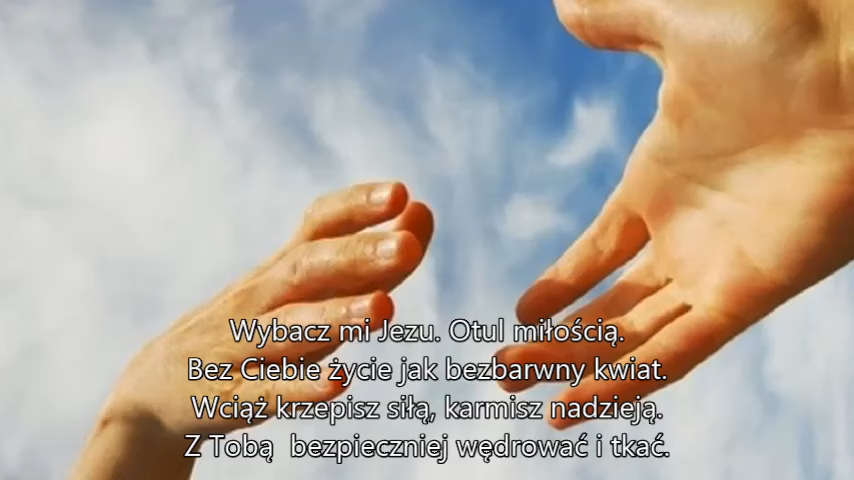 Wybacz mi Jezu. Otul miłością.
Bez Ciebie życie jak bezbarwny kwiat.
Wciąż krzepisz siłą, karmisz nadzieją.
Z Tobą  bezpieczniej wędrować i tkać.